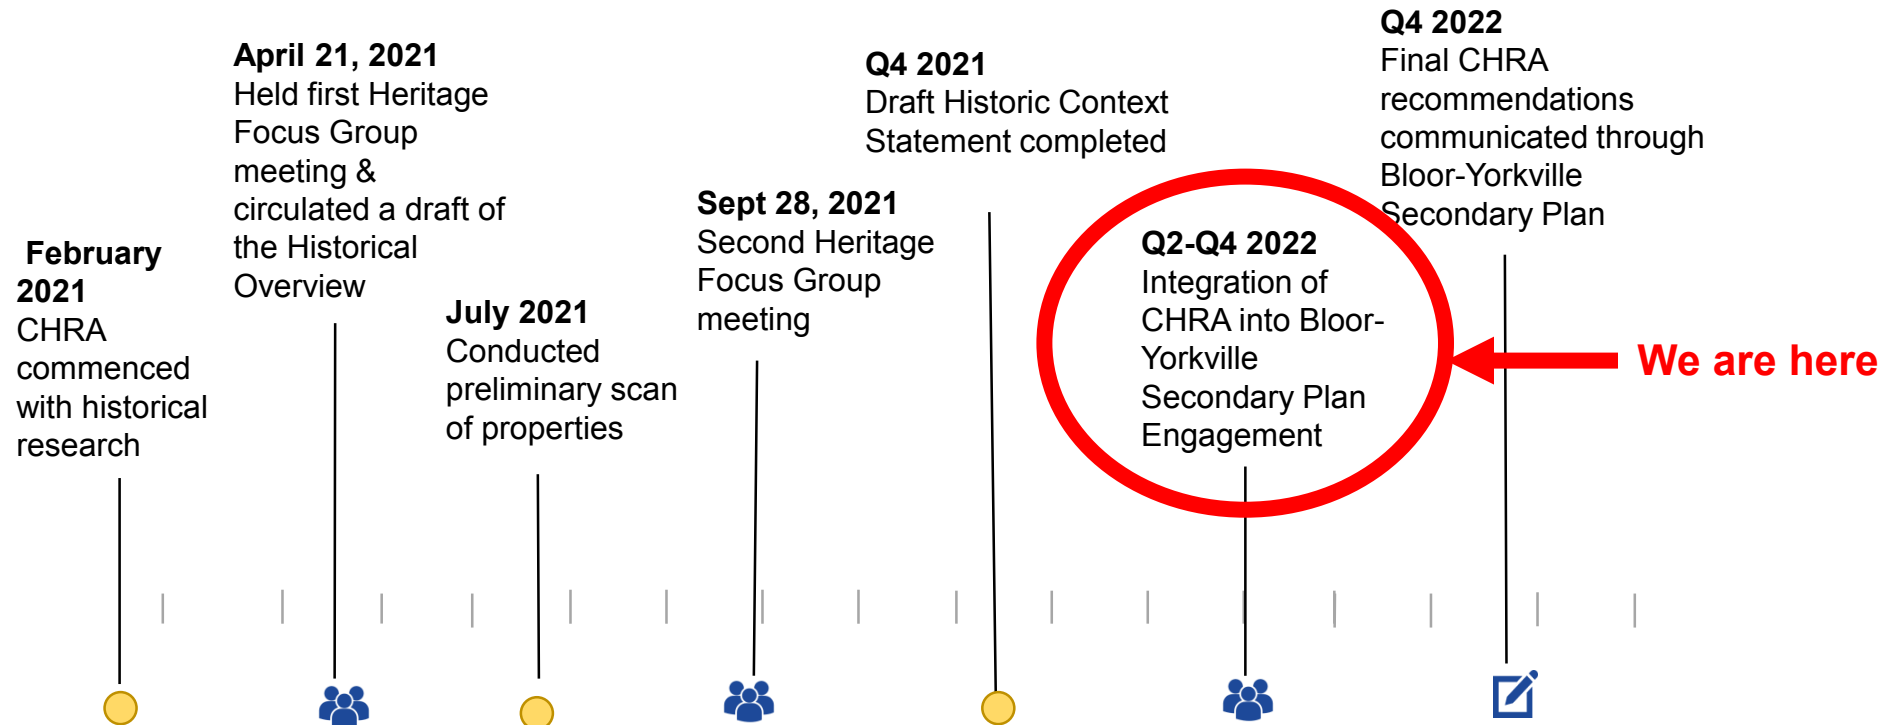 February
2021
CHRA
commenced
with historical
research
April 21, 2021
Held first Heritage
Focus Group
meeting &
circulated a draft of
the Historical
Overview
July 2021
Conducted
preliminary scan
of properties
Sept 28, 2021
Second Heritage
Focus Group
meeting
Q4 2021
Draft Historic Context
Statement completed
Q2-Q4 2022
Integration of
CHRA into Bloor-
Yorkville
Secondary Plan
Engagement
Q4 2022
Final CHRA
recommendations
communicated through
Bloor-Yorkville
Secondary Plan
We are here